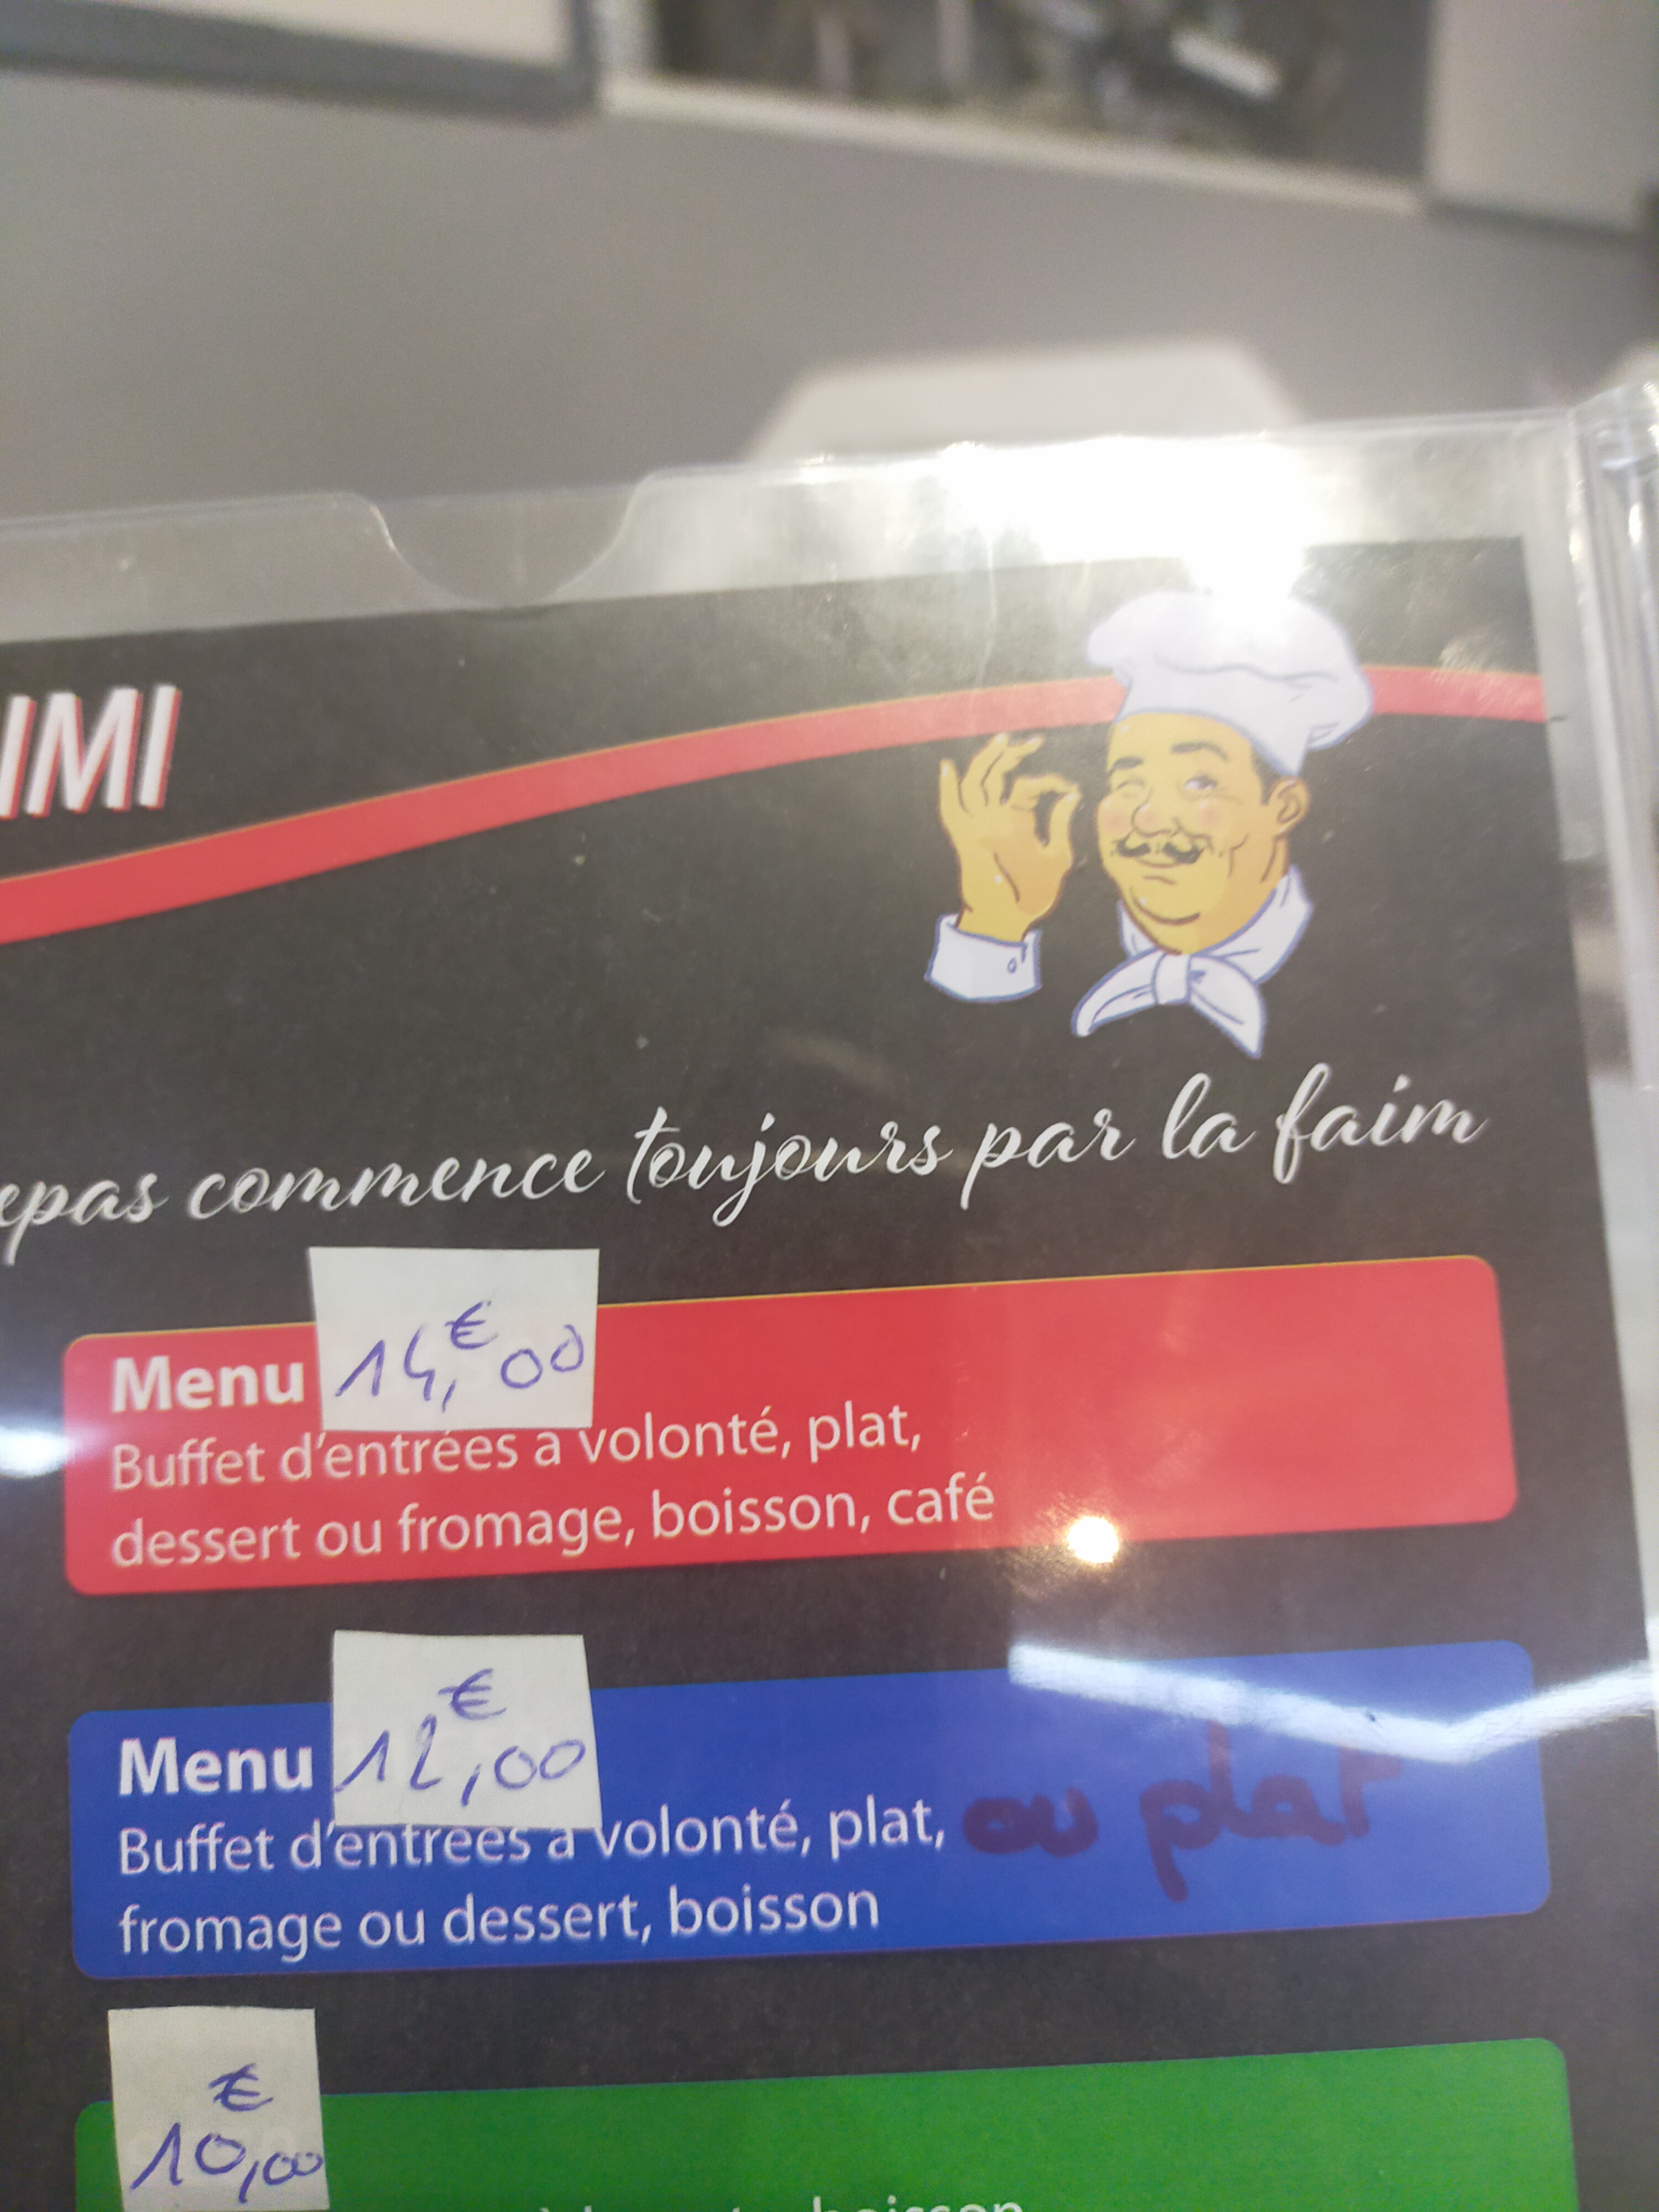 IMI
epas commence toujours par la faim
Menu 14,€00
Buffet d'entrées à volonté, plat,
dessert ou fromage, boisson, café
Menu 12,€00
Buffet d'entrées à volonté, plat, ou plat
fromage ou dessert, boisson
10,€00
boisson